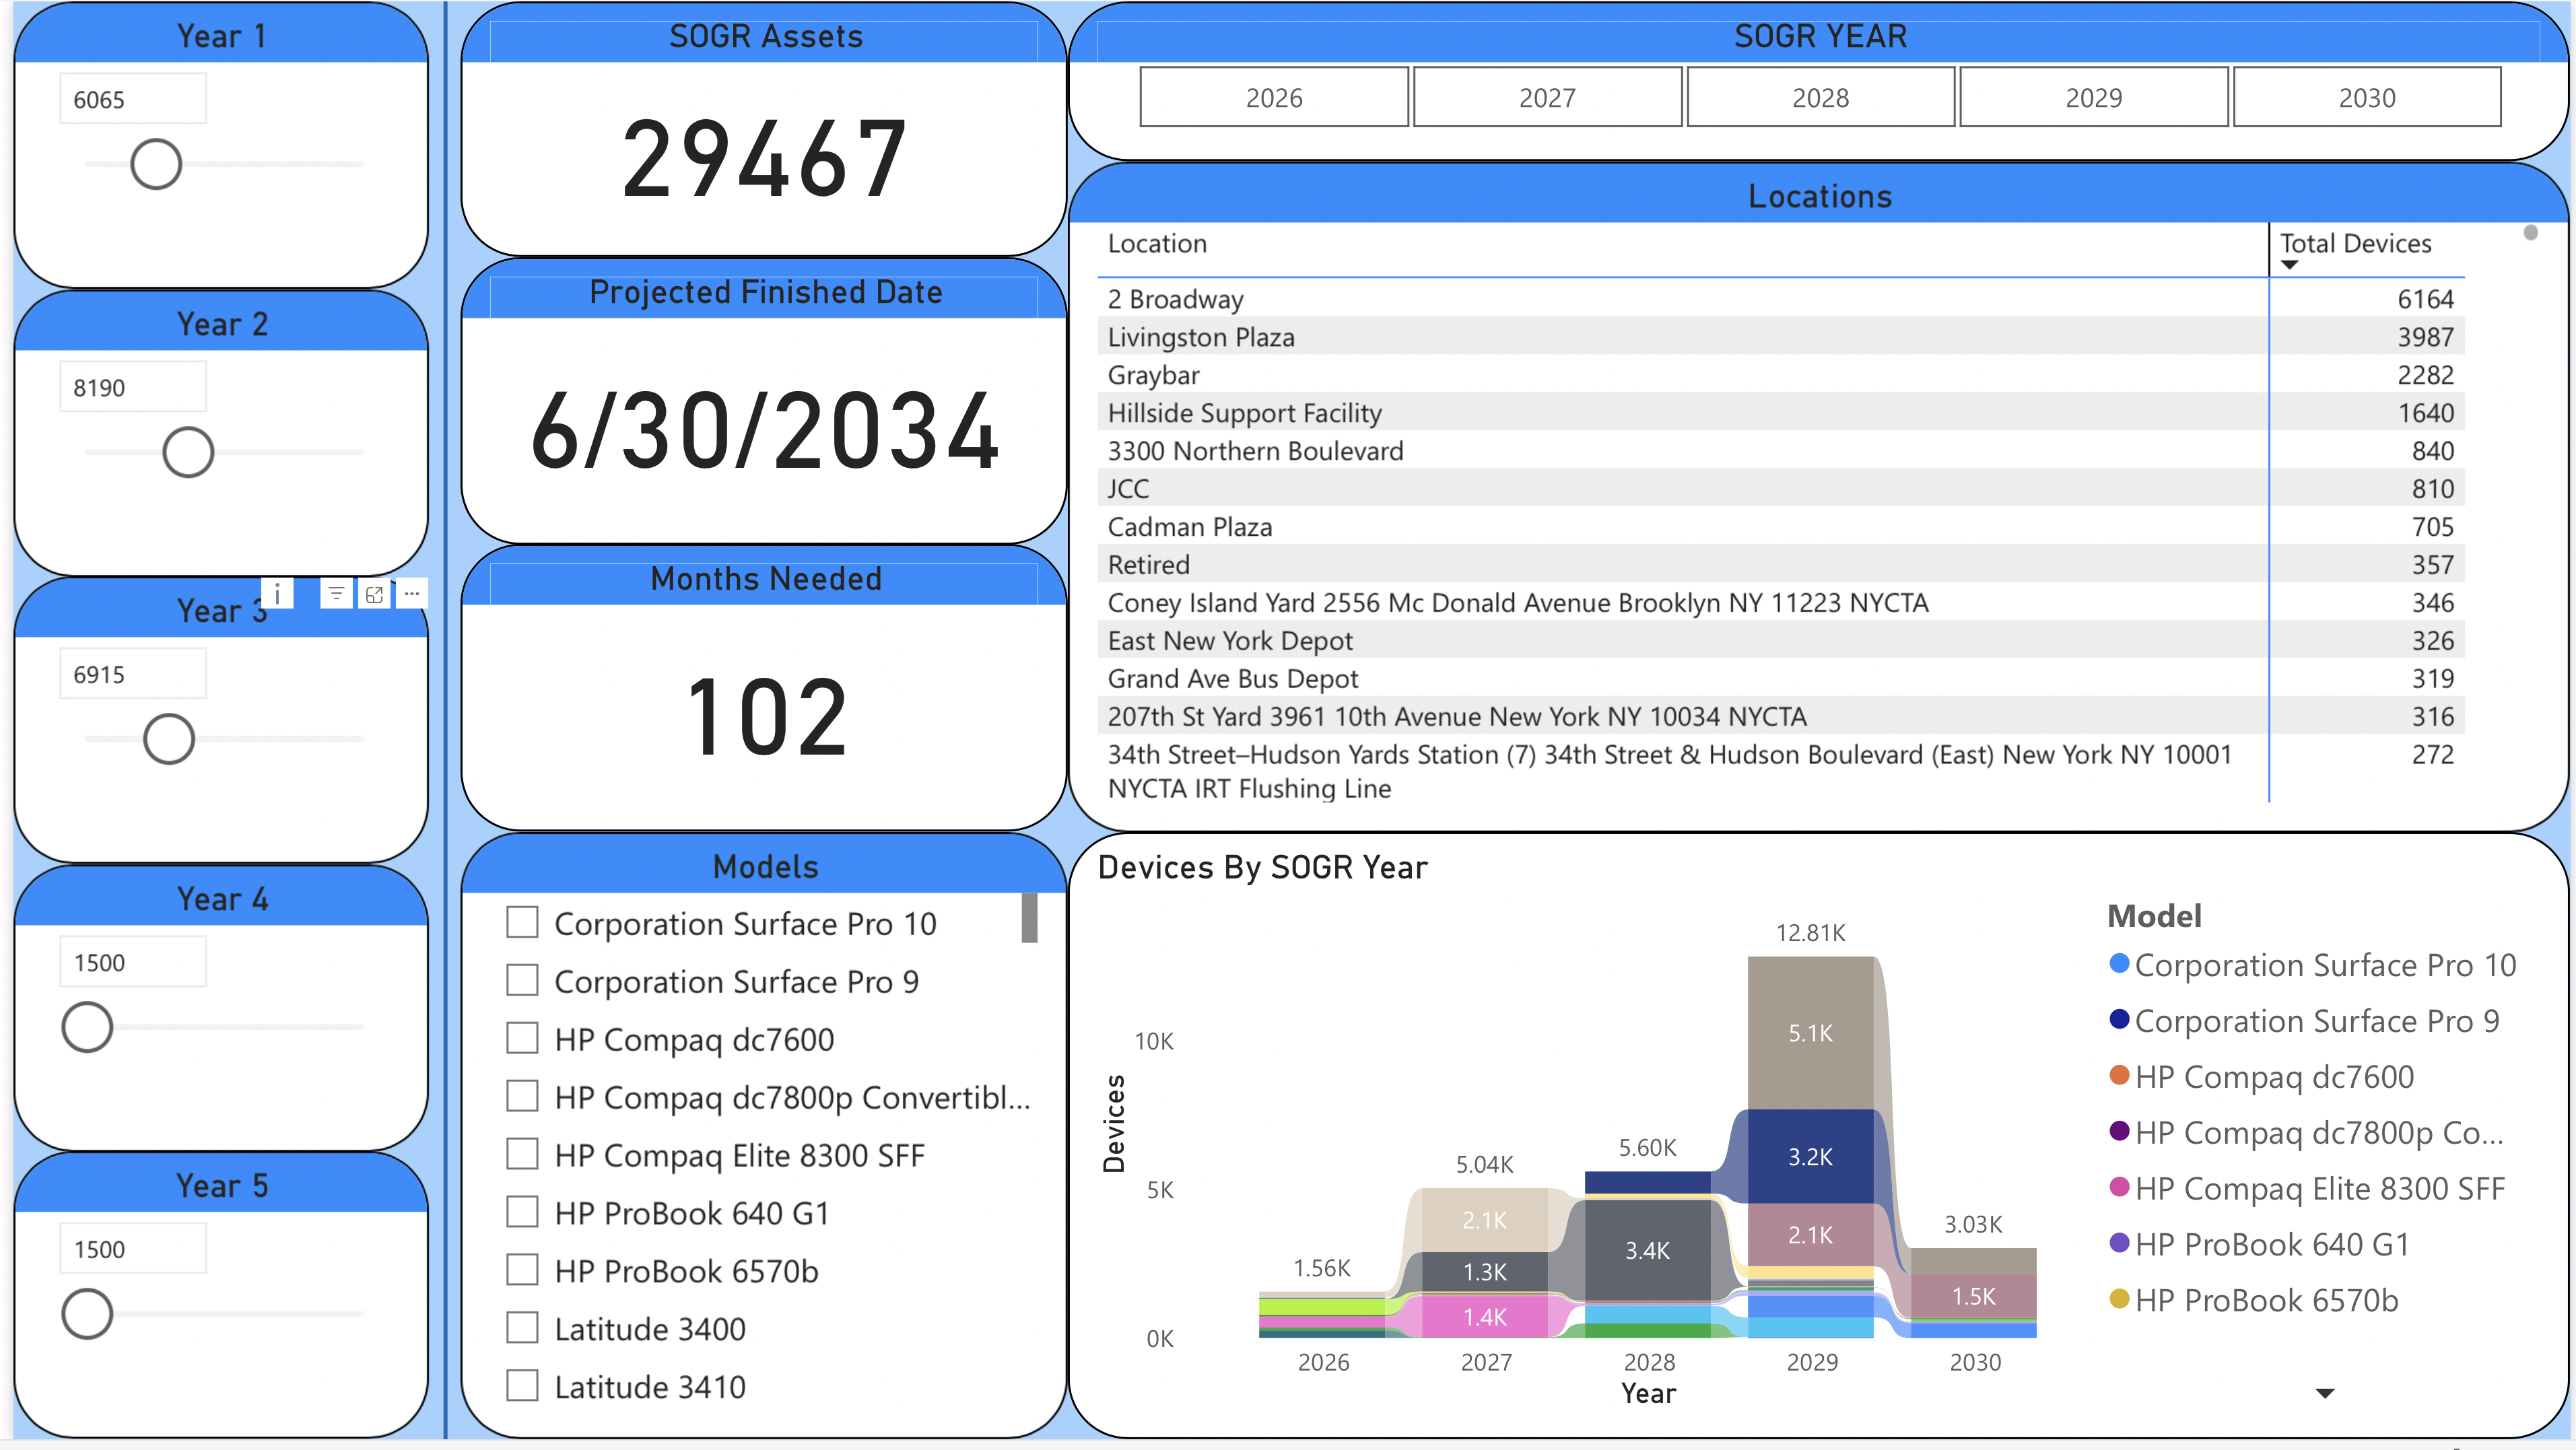 Year 1
6065
Year 2
8190
Year 3
i
6915
Year 4
1500
Year 5
1500
SOGR Assets
29467
Projected Finished Date
6/30/2034
Months Needed
102
Models
Corporation Surface Pro 10
Corporation Surface Pro 9
HP Compaq dc7600
HP Compaq dc7800p Convertibl...
HP Compaq Elite 8300 SFF
HP ProBook 640 G1
HP ProBook 6570b
Latitude 3400
Latitude 3410
SOGR YEAR
2026 2027 2028 2029 2030
Locations
Location Total Devices
2 Broadway 6164
Livingston Plaza 3987
Graybar 2282
Hillside Support Facility 1640
3300 Northern Boulevard 840
JCC 810
Cadman Plaza 705
Retired 357
Coney Island Yard 2556 Mc Donald Avenue Brooklyn NY 11223 NYCTA 346
East New York Depot 326
Grand Ave Bus Depot 319
207th St Yard 3961 10th Avenue New York NY 10034 NYCTA 316
34th Street–Hudson Yards Station (7) 34th Street & Hudson Boulevard (East) New York NY 10001 272
NYCTA IRT Flushing Line
Devices By SOGR Year
Devices
10K
5K
0K
1.56K
5.04K
2.1K
1.3K
1.4K
5.60K
3.4K
12.81K
5.1K
3.2K
2.1K
3.03K
1.5K
2026 2027 2028 2029 2030
Year
Model
Corporation Surface Pro 10
Corporation Surface Pro 9
HP Compaq dc7600
HP Compaq dc7800p Co...
HP Compaq Elite 8300 SFF
HP ProBook 640 G1
HP ProBook 6570b